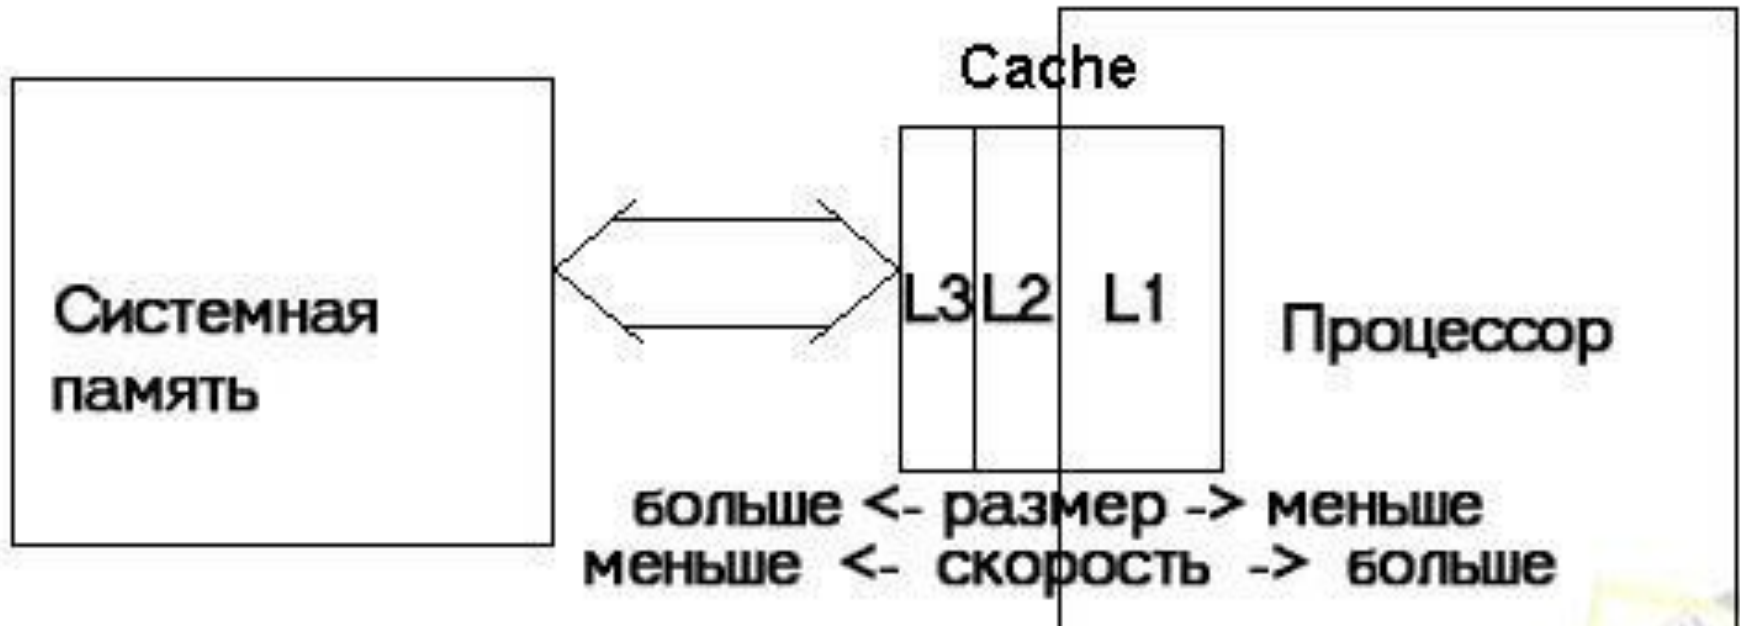 Cache
Системная
память
L3 L2 L1
Процессор
больше <- размер -> меньше
меньше <- скорость -> больше